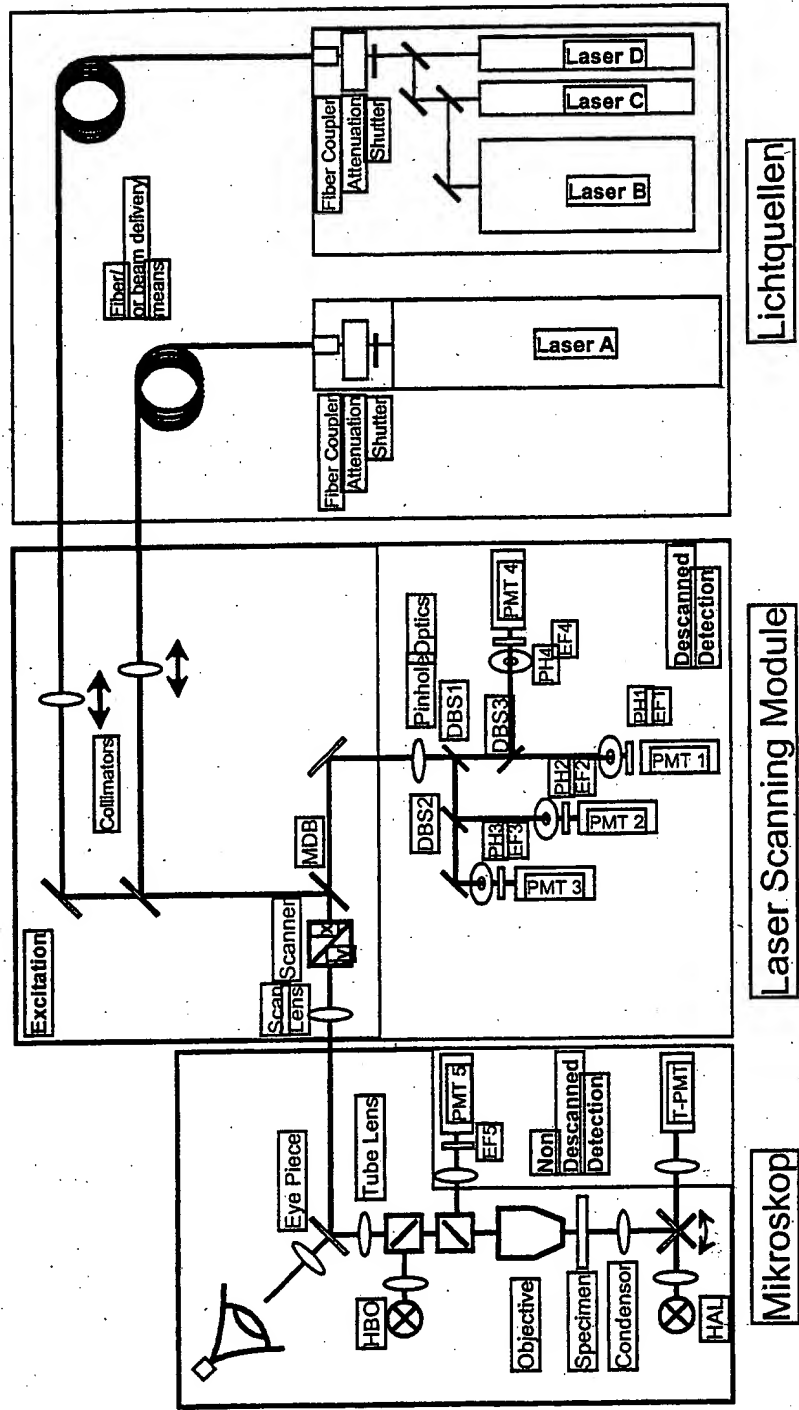 Mikroskop
Laser Scanning Module
Lichtquellen
Eye Piece
Tube Lens
HBO
PMT 5
EF5
Non
Descanned
Detection
Objective
Specimen
Condensor
HAL
T-PMT
Excitation
Collimators
Scan
Lens
Scanner
X
Y
MDB
PinholeOptics
DBS1
DBS2
DBS3
PMT 4
PH4
EF4
PH1
EF1
PMT 1
PH2
EF2
PMT 2
PH3
EF3
PMT 3
Descanned
Detection
Fiber/
or beam delivery
means
Fiber Coupler
Attenuation
Shutter
Laser A
Fiber Coupler
Attenuation
Shutter
Laser B
Laser C
Laser D